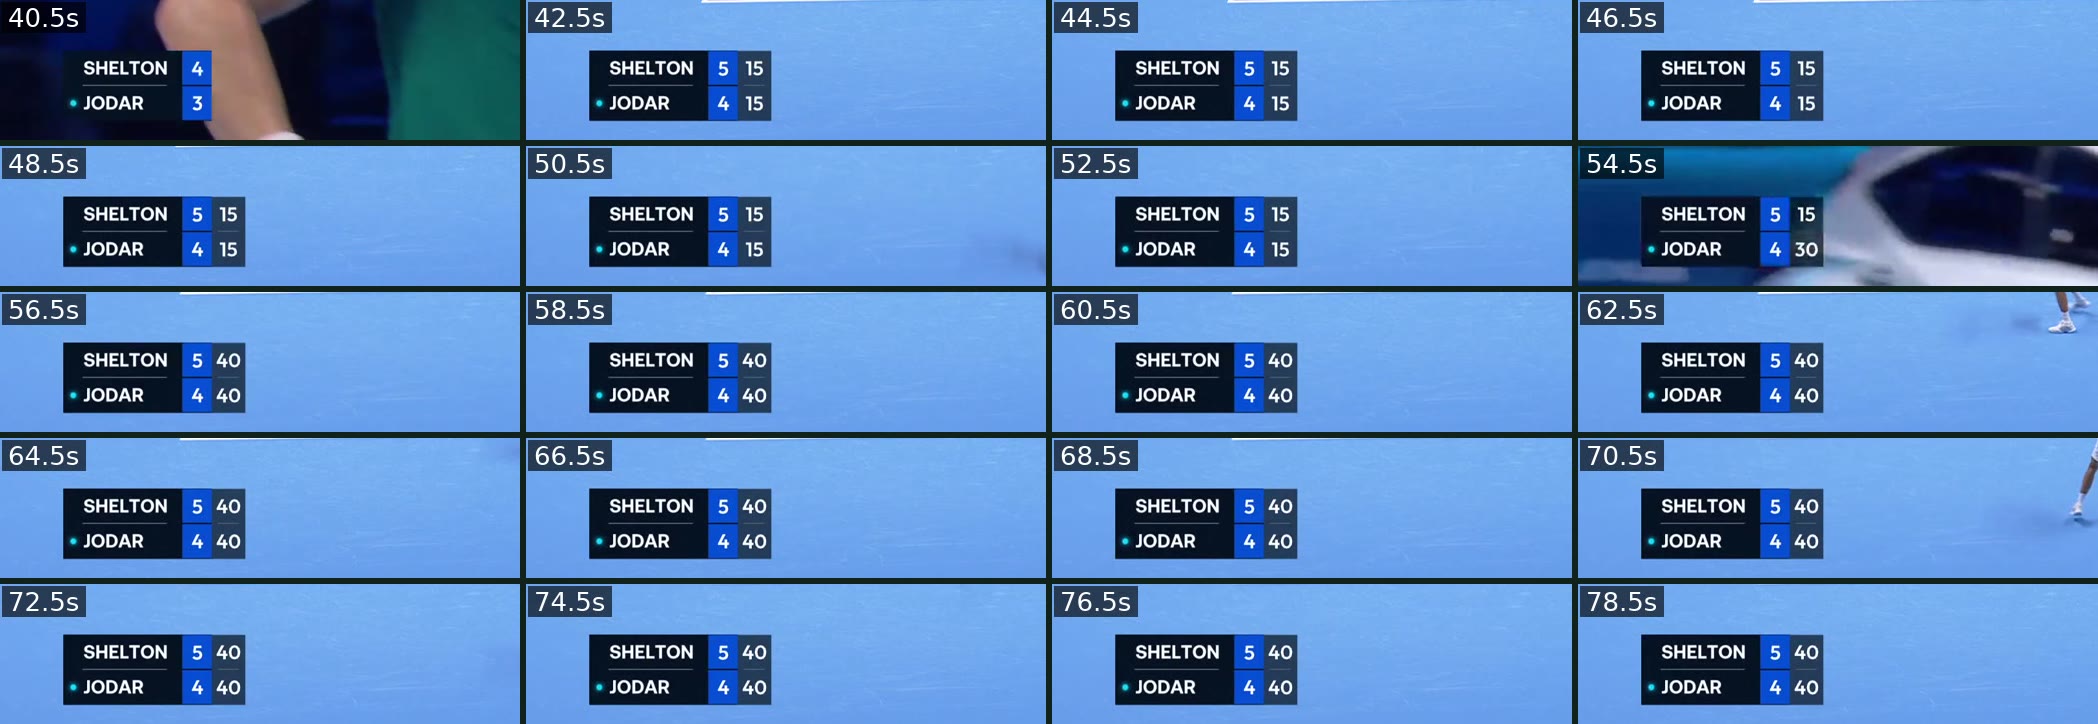 40.5s
SHELTON 4
JODAR 3
42.5s
SHELTON 5 15
JODAR 4 15
44.5s
SHELTON 5 15
JODAR 4 15
46.5s
SHELTON 5 15
JODAR 4 15
48.5s
SHELTON 5 15
JODAR 4 15
50.5s
SHELTON 5 15
JODAR 4 15
52.5s
SHELTON 5 15
JODAR 4 15
54.5s
SHELTON 5 15
JODAR 4 30
56.5s
SHELTON 5 40
JODAR 4 40
58.5s
SHELTON 5 40
JODAR 4 40
60.5s
SHELTON 5 40
JODAR 4 40
62.5s
SHELTON 5 40
JODAR 4 40
64.5s
SHELTON 5 40
JODAR 4 40
66.5s
SHELTON 5 40
JODAR 4 40
68.5s
SHELTON 5 40
JODAR 4 40
70.5s
SHELTON 5 40
JODAR 4 40
72.5s
SHELTON 5 40
JODAR 4 40
74.5s
SHELTON 5 40
JODAR 4 40
76.5s
SHELTON 5 40
JODAR 4 40
78.5s
SHELTON 5 40
JODAR 4 40